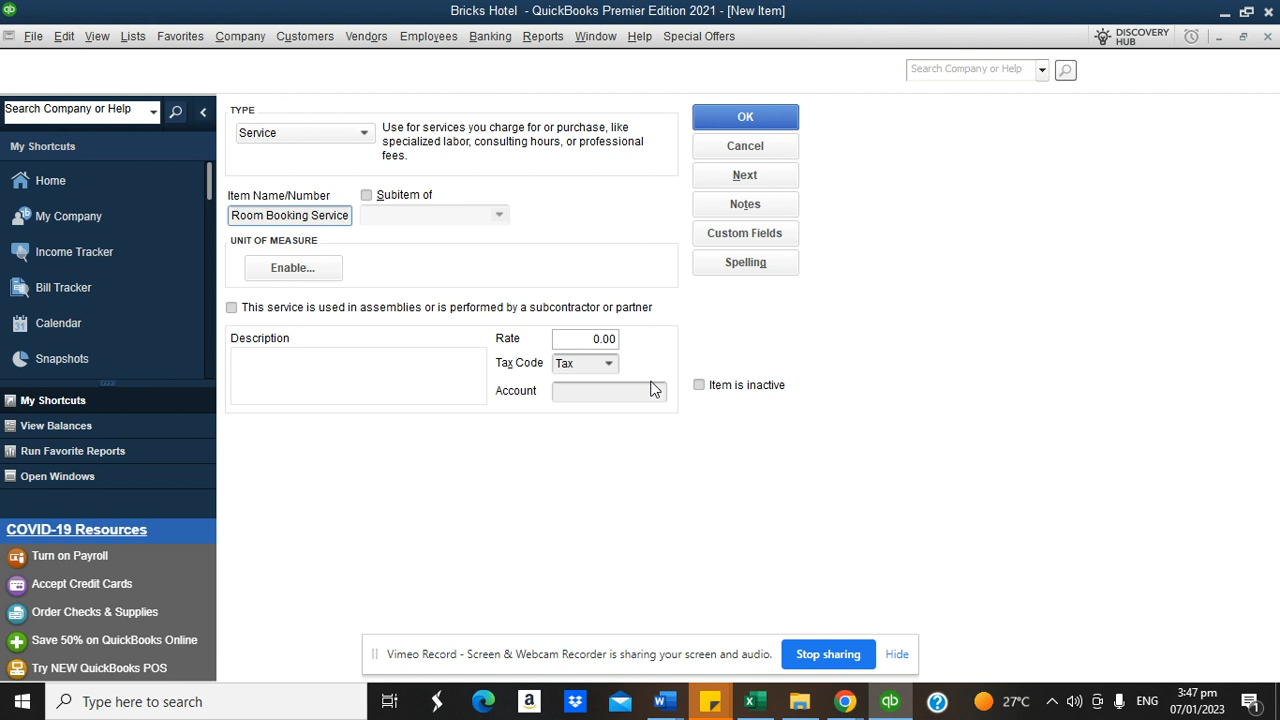 Bricks Hotel - QuickBooks Premier Edition 2021 - [New Item]
File Edit View Lists Favorites Company Customers Vendors Employees Banking Reports Window Help Special Offers
DISCOVERY
HUB
Search Company or Help
Search Company or Help
My Shortcuts
Home
My Company
Income Tracker
Bill Tracker
31
Calendar
Snapshots
My Shortcuts
View Balances
Run Favorite Reports
Open Windows
COVID-19 Resources
Turn on Payroll
Accept Credit Cards
Order Checks & Supplies
Save 50% on QuickBooks Online
Try NEW QuickBooks POS
TYPE
Service
Use for services you charge for or purchase, like
specialized labor, consulting hours, or professional
fees.
Item Name/Number
Subitem of
Room Booking Service
UNIT OF MEASURE
Enable...
This service is used in assemblies or is performed by a subcontractor or partner
Description
Rate 0.00
Tax Code Tax
Account
OK
Cancel
Next
Notes
Custom Fields
Spelling
Item is inactive
Vimeo Record - Screen & Webcam Recorder is sharing your screen and audio.
Stop sharing
Hide
Type here to search
27°C
ENG
3:47 pm
07/01/2023
1